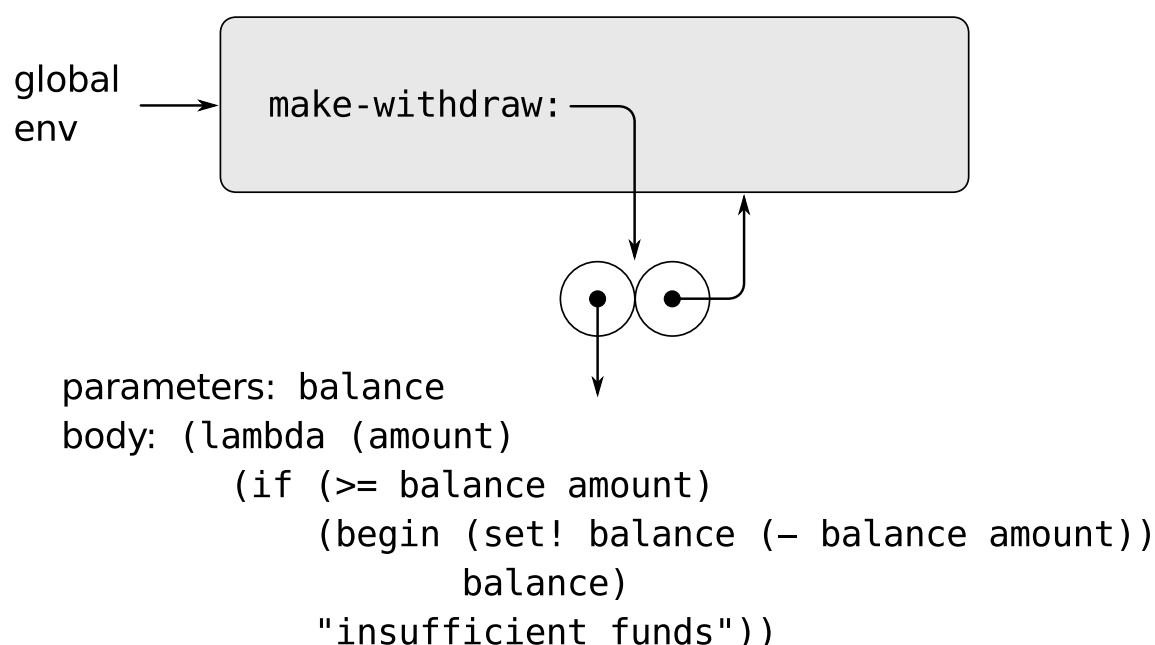 global
env
make-withdraw:
parameters: balance
body: (lambda (amount)
(if (>= balance amount)
(begin (set! balance (– balance amount))
balance)
"insufficient funds"))